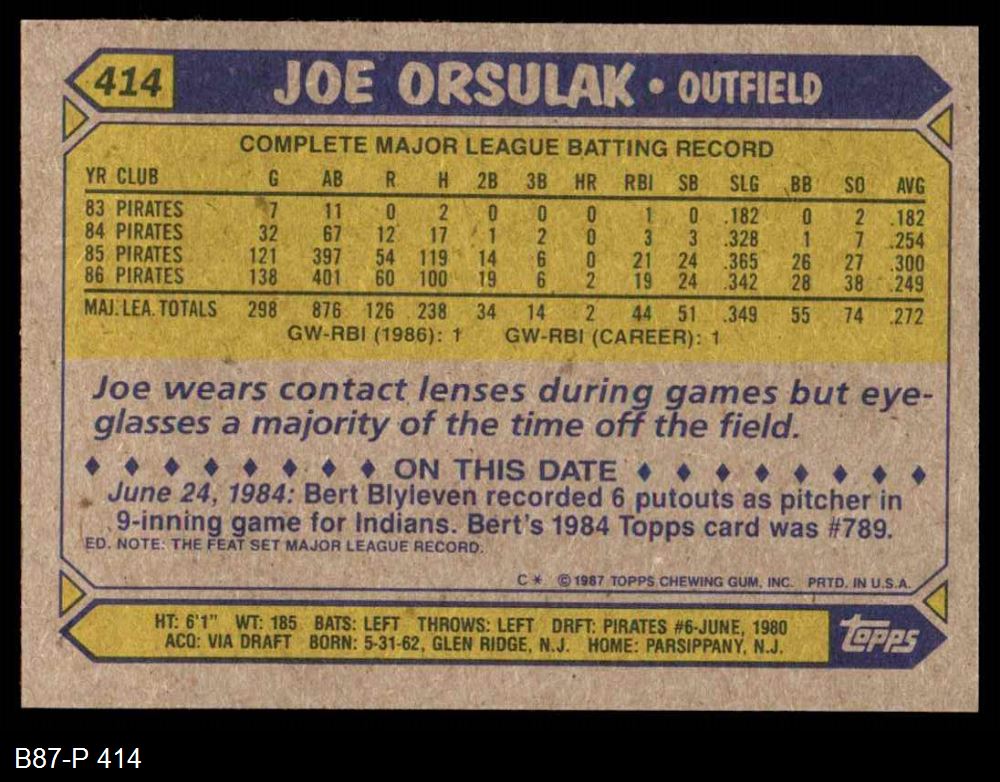 414 JOE ORSULAK • OUTFIELD
COMPLETE MAJOR LEAGUE BATTING RECORD
YR CLUB G AB R H 2B 3B HR RBI SB SLG BB SO AVG
83 PIRATES 7 11 0 2 0 0 0 1 0 .182 0 2 .182
84 PIRATES 32 67 12 17 1 2 0 3 3 .328 1 7 .254
85 PIRATES 121 397 54 119 14 6 0 21 24 .365 26 27 .300
86 PIRATES 138 401 60 100 19 6 2 19 24 .342 28 38 .249
MAJ. LEA. TOTALS 298 876 126 238 34 14 2 44 51 .349 55 74 .272
GW-RBI (1986): 1 GW-RBI (CAREER): 1
Joe wears contact lenses during games but eye-
glasses a majority of the time off the field.
♦ ♦ ♦ ♦ ♦ ♦ ♦ ♦ ON THIS DATE ♦ ♦ ♦ ♦ ♦ ♦ ♦ ♦
June 24, 1984: Bert Blyleven recorded 6 putouts as pitcher in
9-inning game for Indians. Bert's 1984 Topps card was #789.
ED. NOTE: THE FEAT SET MAJOR LEAGUE RECORD.
C* © 1987 TOPPS CHEWING GUM, INC. PRTD. IN U.S.A.
HT: 6'1" WT: 185 BATS: LEFT THROWS: LEFT DRFT: PIRATES #6-JUNE, 1980
ACQ: VIA DRAFT BORN: 5-31-62, GLEN RIDGE, N.J. HOME: PARSIPPANY, N.J.
topps
B87-P 414